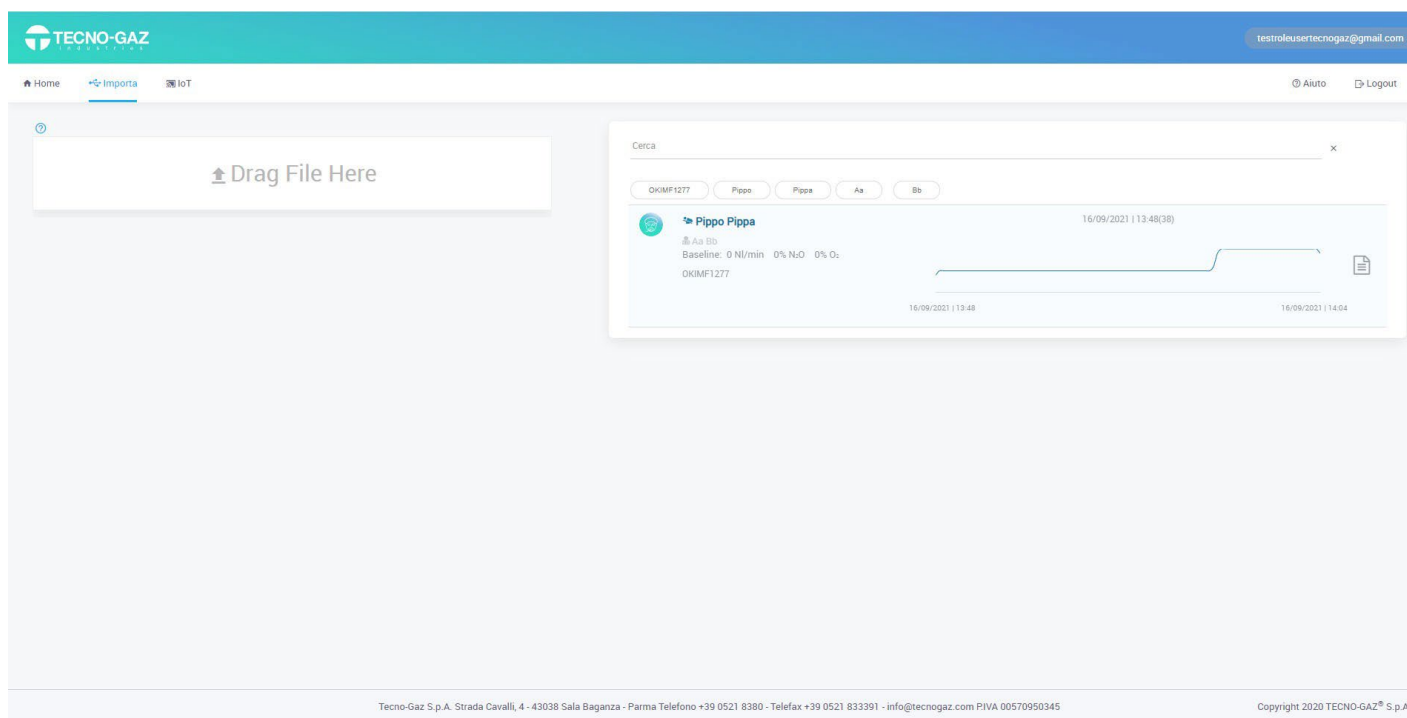 TECNO-GAZ
industries
testroleusertecnogaz@gmail.com
Home Importa IoT Aiuto Logout
Drag File Here
Cerca
OKIMF1277 Pippo Pippa Aa Bb
Pippo Pippa 16/09/2021 | 13:48(38)
Aa Bb
Baseline: 0 Nl/min 0% N₂O 0% O₂
OKIMF1277
16/09/2021 | 13:48 16/09/2021 | 14:04
Tecno-Gaz S.p.A. Strada Cavalli, 4 - 43038 Sala Baganza - Parma Telefono +39 0521 8380 - Telefax +39 0521 833391 - info@tecnogaz.com P.IVA 00570950345 Copyright 2020 TECNO-GAZ® S.p.A